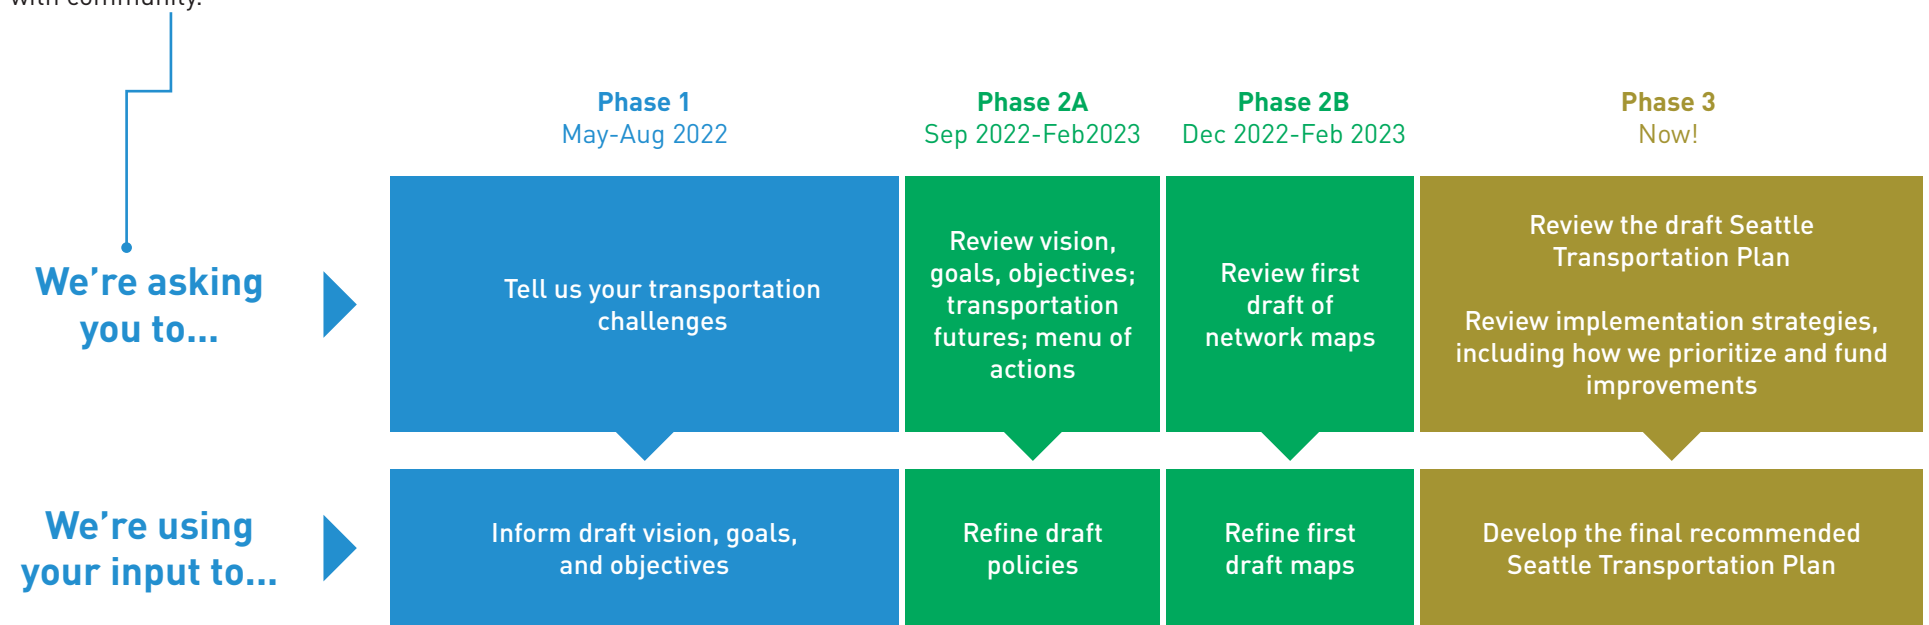 with community.
Phase 1
May-Aug 2022
Phase 2A
Sep 2022-Feb2023
Phase 2B
Dec 2022-Feb 2023
Phase 3
Now!
We're asking
you to...
Tell us your transportation
challenges
Review vision,
goals, objectives;
transportation
futures; menu of
actions
Review first
draft of
network maps
Review the draft Seattle
Transportation Plan
Review implementation strategies,
including how we prioritize and fund
improvements
We're using
your input to...
Inform draft vision, goals,
and objectives
Refine draft
policies
Refine first
draft maps
Develop the final recommended
Seattle Transportation Plan